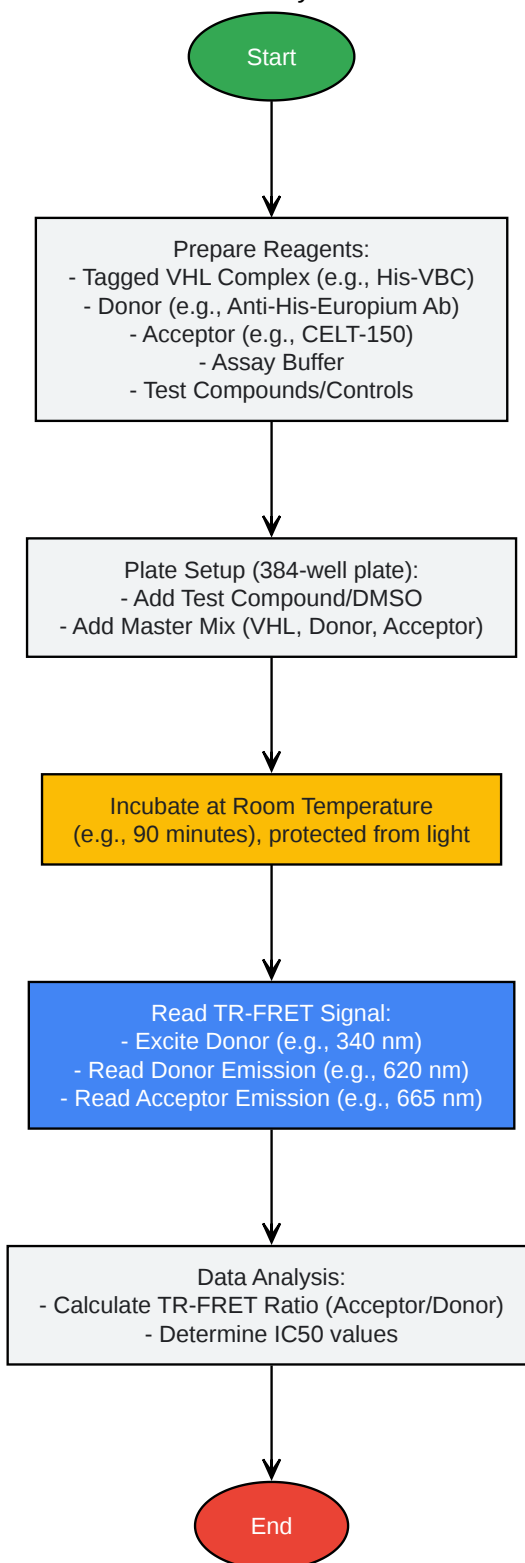 Start
Prepare Reagents:
- Tagged VHL Complex (e.g., His-VBC)
- Donor (e.g., Anti-His-Europium Ab)
- Acceptor (e.g., CELT-150)
- Assay Buffer
- Test Compounds/Controls
Plate Setup (384-well plate):
- Add Test Compound/DMSO
- Add Master Mix (VHL, Donor, Acceptor)
Incubate at Room Temperature
(e.g., 90 minutes), protected from light
Read TR-FRET Signal:
- Excite Donor (e.g., 340 nm)
- Read Donor Emission (e.g., 620 nm)
- Read Acceptor Emission (e.g., 665 nm)
Data Analysis:
- Calculate TR-FRET Ratio (Acceptor/Donor)
- Determine IC50 values
End